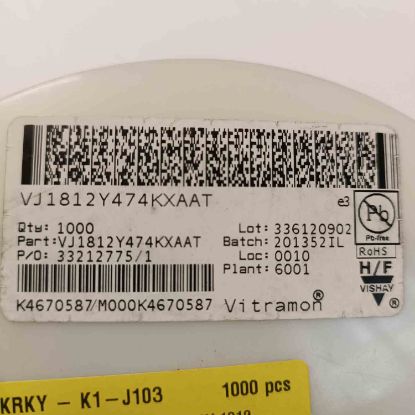 VJ1812Y474KXAAT e3
Pb
Pb-free
Qty: 1000 Lot: 336120902
Part:VJ1812Y474KXAAT Batch: 201352IL
P/O: 33212775/1 Loc: 0010
Plant: 6001
RoHS
H/F
VISHAY
K4670587/M000K4670587 Vitramon®
KRKY - K1-J103 1000 pcs